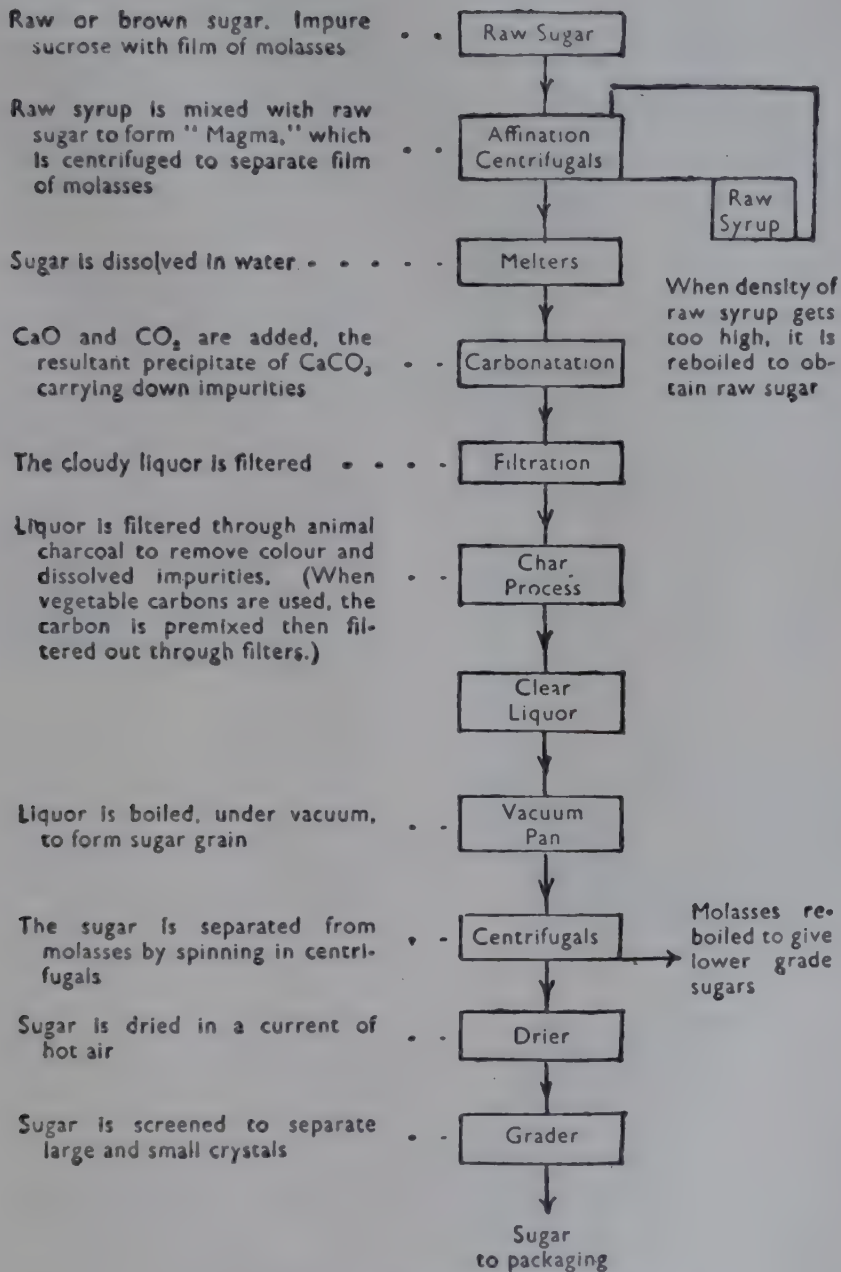 Raw or brown sugar. Impure
sucrose with film of molasses
Raw Sugar
Raw syrup is mixed with raw
sugar to form "Magma," which
is centrifuged to separate film
of molasses
Affination
Centrifugals
Raw
Syrup
When density of
raw syrup gets
too high, it is
reboiled to ob-
tain raw sugar
Sugar is dissolved in water
Melters
CaO and CO₂ are added, the
resultant precipitate of CaCO₃
carrying down impurities
Carbonatation
The cloudy liquor is filtered
Filtration
Liquor is filtered through animal
charcoal to remove colour and
dissolved impurities. (When
vegetable carbons are used, the
carbon is premixed then fil-
tered out through filters.)
Char
Process
Clear
Liquor
Liquor is boiled, under vacuum,
to form sugar grain
Vacuum
Pan
The sugar is separated from
molasses by spinning in centri-
fugals
Centrifugals
Molasses re-
boiled to give
lower grade
sugars
Sugar is dried in a current of
hot air
Drier
Sugar is screened to separate
large and small crystals
Grader
Sugar
to packaging